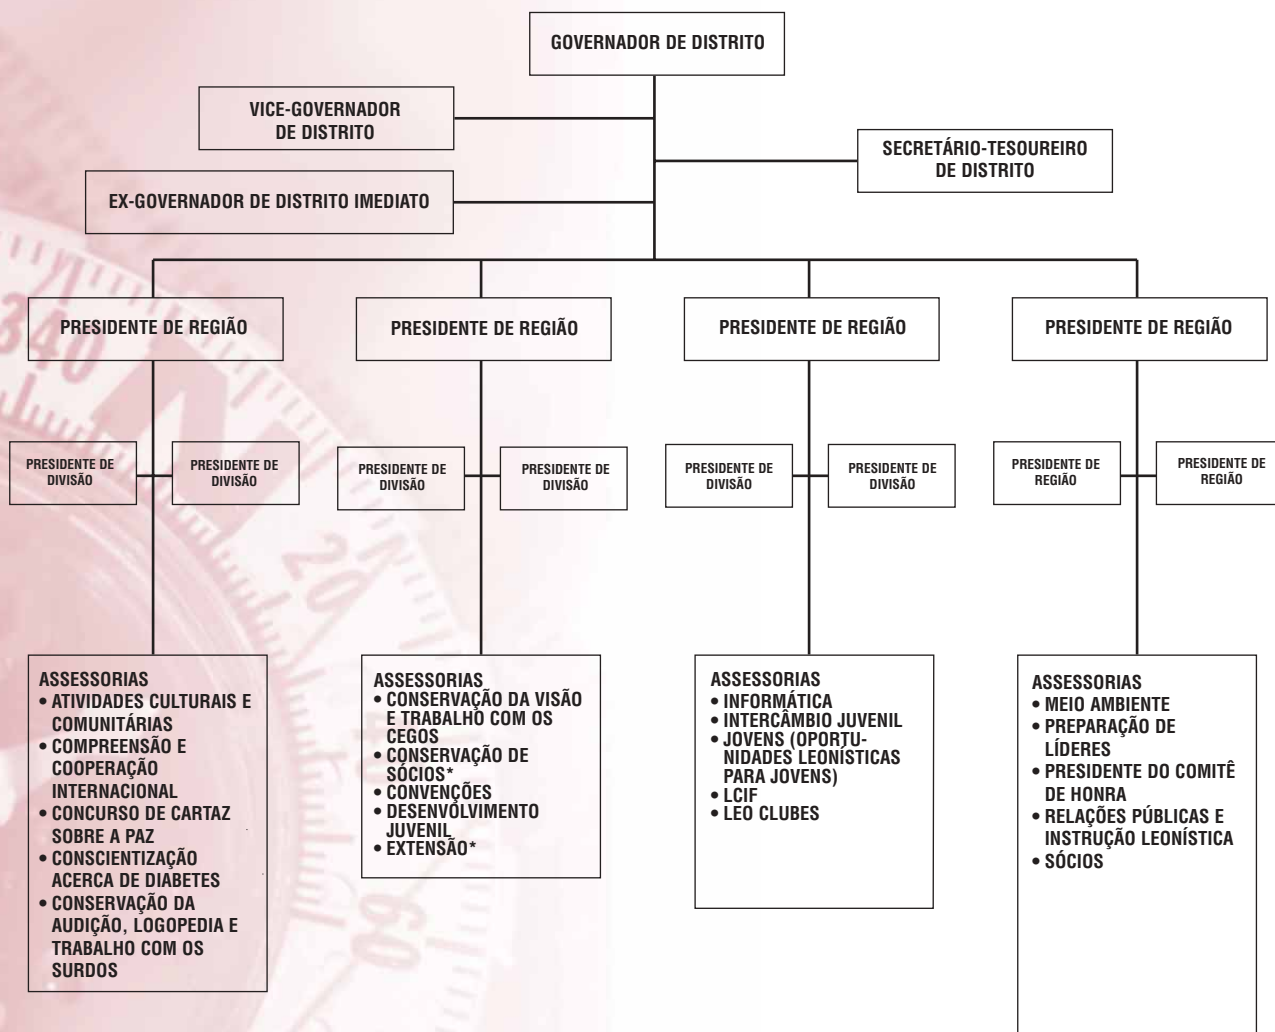 GOVERNADOR DE DISTRITO
VICE-GOVERNADOR
DE DISTRITO
SECRETÁRIO-TESOUREIRO
DE DISTRITO
EX-GOVERNADOR DE DISTRITO IMEDIATO
PRESIDENTE DE REGIÃO
PRESIDENTE DE REGIÃO
PRESIDENTE DE REGIÃO
PRESIDENTE DE REGIÃO
PRESIDENTE DE
DIVISÃO
PRESIDENTE DE
DIVISÃO
PRESIDENTE DE
DIVISÃO
PRESIDENTE DE
DIVISÃO
PRESIDENTE DE
DIVISÃO
PRESIDENTE DE
DIVISÃO
PRESIDENTE DE
REGIÃO
PRESIDENTE DE
REGIÃO
ASSESSORIAS
• ATIVIDADES CULTURAIS E
COMUNITÁRIAS
• COMPREENSÃO E
COOPERAÇÃO
INTERNACIONAL
• CONCURSO DE CARTAZ
SOBRE A PAZ
• CONSCIENTIZAÇÃO
ACERCA DE DIABETES
• CONSERVAÇÃO DA
AUDIÇÃO, LOGOPEDIA E
TRABALHO COM OS
SURDOS
ASSESSORIAS
• CONSERVAÇÃO DA VISÃO
E TRABALHO COM OS
CEGOS
• CONSERVAÇÃO DE
SÓCIOS*
• CONVENÇÕES
• DESENVOLVIMENTO
JUVENIL
• EXTENSÃO*
ASSESSORIAS
• INFORMÁTICA
• INTERCÂMBIO JUVENIL
• JOVENS (OPORTU-
NIDADES LEONÍSTICAS
PARA JOVENS)
• LCIF
• LEO CLUBES
ASSESSORIAS
• MEIO AMBIENTE
• PREPARAÇÃO DE
LÍDERES
• PRESIDENTE DO COMITÊ
DE HONRA
• RELAÇÕES PÚBLICAS E
INSTRUÇÃO LEONÍSTICA
• SÓCIOS
340
N
20
40
60